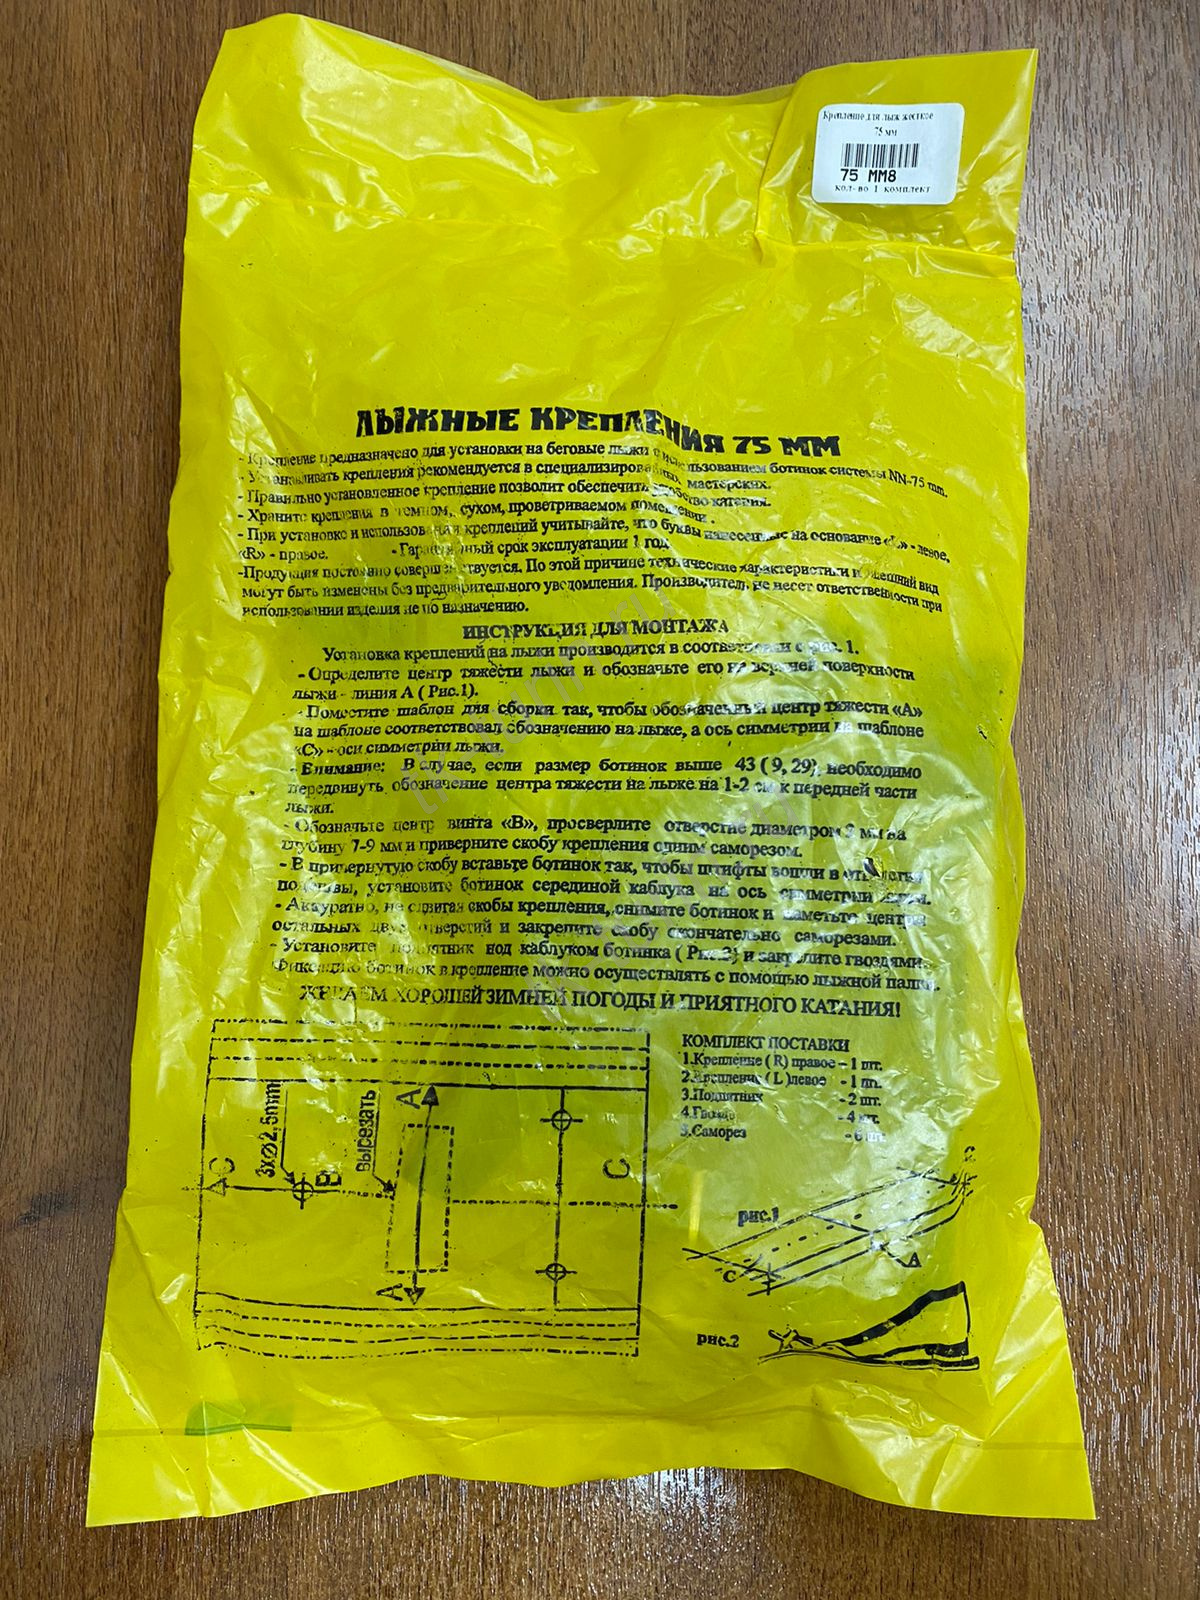 Крепление для лыж жесткое
75 мм
75 MM8
кол-во 1 комплект
ЛЫЖНЫЕ КРЕПЛЕНИЯ 75 ММ
- Крепление предназначено для установки на беговые лыжи с использованием ботинок системы NN-75 mm.
- Устанавливать крепления рекомендуется в специализированных мастерских.
- Правильно установленное крепление позволит обеспечить удобство катания.
- Храните крепления в темном, сухом, проветриваемом помещении.
- При установке и использовании креплений учитывайте, что буквы нанесенные на основание «L» - левое,
«R» - правое. - Гарантийный срок эксплуатации 1 год
-Продукция постоянно совершенствуется. По этой причине технические характеристики и внешний вид
могут быть изменены без предварительного уведомления. Производитель не несет ответственности при
использовании изделия не по назначению.
ИНСТРУКЦИЯ ДЛЯ МОНТАЖА
Установка креплений на лыжи производится в соответствии с рис. 1.
- Определите центр тяжести лыжи и обозначьте его на верхней поверхности
лыжи - линия А ( Рис.1).
- Поместите шаблон для сборки так, чтобы обозначенный центр тяжести «А»
на шаблоне соответствовал обозначению на лыже, а ось симметрии на шаблоне
«С» - оси симметрии лыжи.
- Внимание: В случае, если размер ботинок выше 43 ( 9, 29), необходимо
передвинуть обозначение центра тяжести на лыже на 1-2 см к передней части
лыжи.
- Обозначьте центр винта «В», просверлите отверстие диаметром мм на
глубину 7-9 мм и приверните скобу крепления одним саморезом.
- В привернутую скобу вставьте ботинок так, чтобы штифты вошли в
подошвы, установите ботинок серединой каблука на ось симметрии лыжи.
- Аккуратно, не сдвигая скобы крепления, снимите ботинок и наметьте центры
остальных двух отверстий и закрепите скобу окончательно саморезами.
- Установите подпятник под каблуком ботинка ( Рис.2) и закрепите гвоздями.
Фиксацию ботинок в крепление можно осуществлять с помощью лыжной палки.
ЖЕЛАЕМ ХОРОШЕЙ ЗИМНЕЙ ПОГОДЫ И ПРИЯТНОГО КАТАНИЯ!
КОМПЛЕКТ ПОСТАВКИ
1.Крепление ( R) правое - 1 шт.
2.Крепление ( L )левое - 1 шт.
3.Подпятник - 2 шт.
4.Гвоздь - 4 шт.
5.Саморез - 6 шт.
3x⌀2,5mm
вырезать
A
C
B
C
A
рис.1
C
A
рис.2